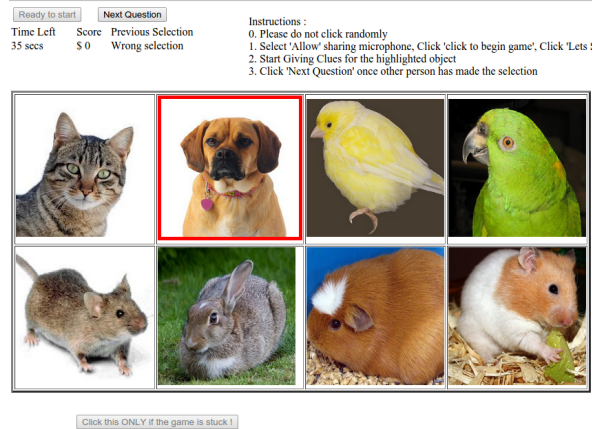 Ready to start
Next Question
Time Left Score Previous Selection
35 secs $ 0 Wrong selection
Instructions :
0. Please do not click randomly
1. Select 'Allow' sharing microphone, Click 'click to begin game', Click 'Lets
2. Start Giving Clues for the highlighted object
3. Click 'Next Question' once other person has made the selection
Click this ONLY if the game is stuck !